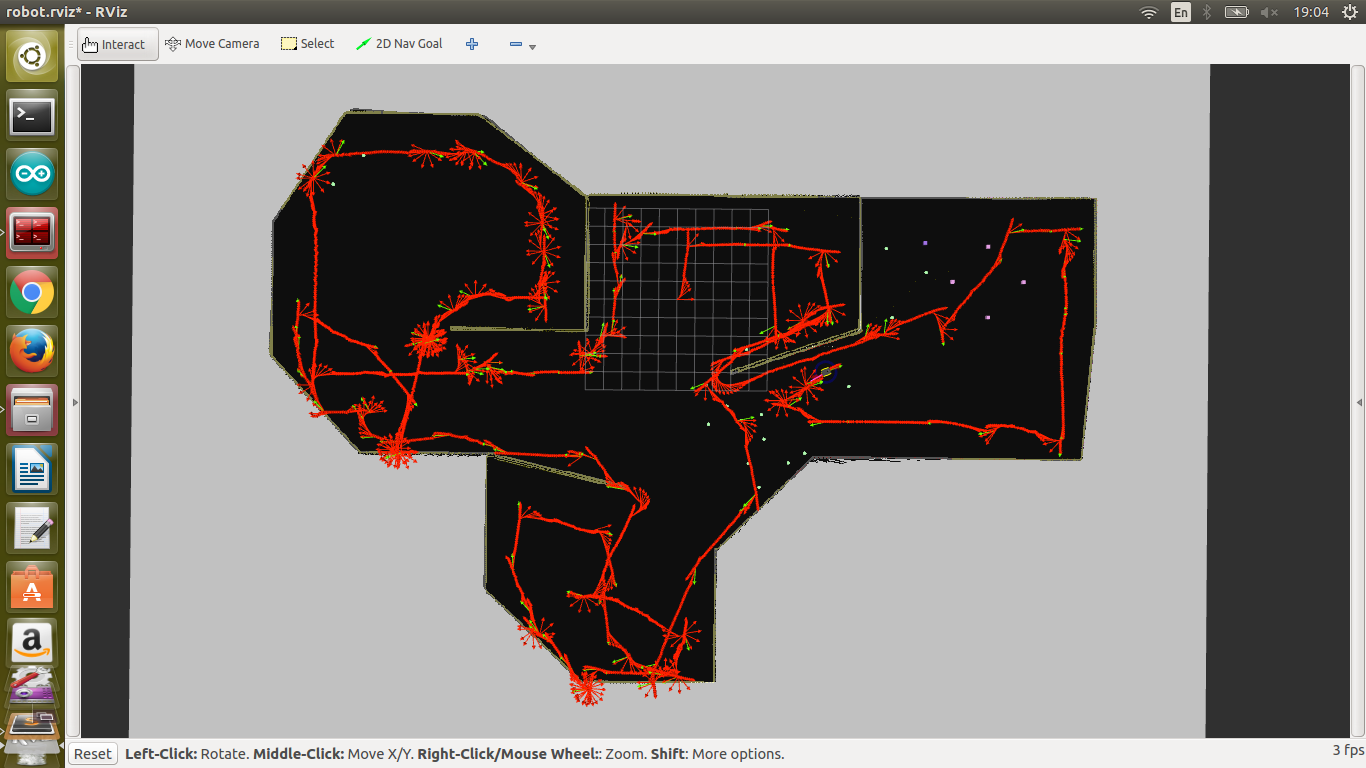 robot.rviz* - RViz
En
19:04
Interact
Move Camera
Select
2D Nav Goal
a
Reset
Left-Click: Rotate. Middle-Click: Move X/Y. Right-Click/Mouse Wheel:: Zoom. Shift: More options.
3 fps